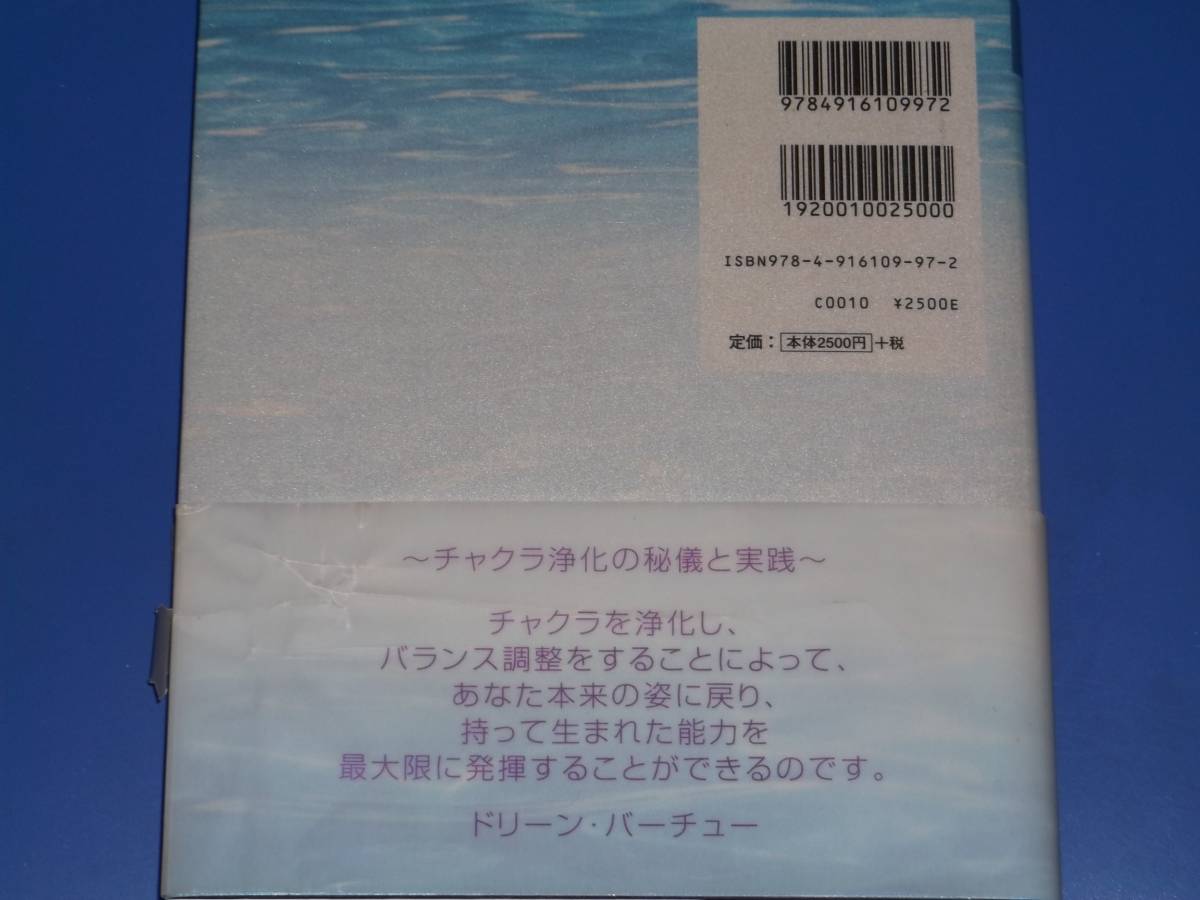 9784916109972
1920010025000
ISBN978-4-916109-97-2
C0010 ¥2500E
定価：本体2500円+税
～チャクラ浄化の秘儀と実践～
チャクラを浄化し、
バランス調整をすることによって、
あなた本来の姿に戻り、
持って生まれた能力を
最大限に発揮することができるのです。
ドリーン・バーチュー